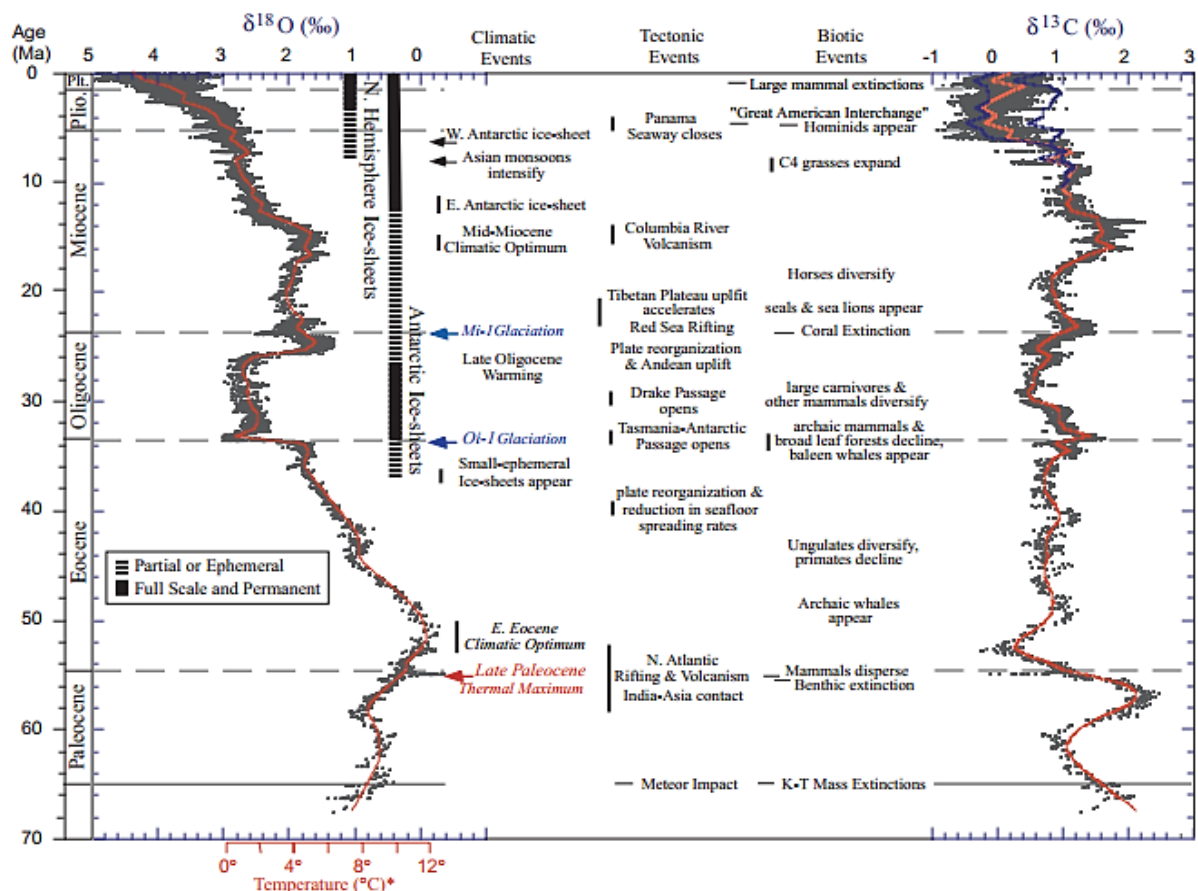 δ18O (‰)
δ13C (‰)
Age
(Ma)
5 4 3 2 1 0
Climatic
Events
Tectonic
Events
Biotic
Events
-1 0 1 2 3
0
10
20
30
40
50
60
70
Plt.
Plio.
Miocene
Oligocene
Eocene
Paleocene
N. Hemisphere Ice-sheets
Antarctic Ice-sheets
W. Antarctic ice-sheet
Asian monsoons
intensify
E. Antarctic ice-sheet
Mid-Miocene
Climatic Optimum
Mi-1 Glaciation
Late Oligocene
Warming
Oi-1 Glaciation
Small-ephemeral
Ice-sheets appear
E. Eocene
Climatic Optimum
Late Paleocene
Thermal Maximum
Panama
Seaway closes
Columbia River
Volcanism
Tibetan Plateau uplfit
accelerates
Red Sea Rifting
Plate reorganization
& Andean uplift
Drake Passage
opens
Tasmania-Antarctic
Passage opens
plate reorganization &
reduction in seafloor
spreading rates
N. Atlantic
Rifting & Volcanism
India-Asia contact
Meteor Impact
Large mammal extinctions
"Great American Interchange"
Hominids appear
C4 grasses expand
Horses diversify
seals & sea lions appear
Coral Extinction
large carnivores &
other mammals diversify
archaic mammals &
broad leaf forests decline,
baleen whales appear
Ungulates diversify,
primates decline
Archaic whales
appear
Mammals disperse
Benthic extinction
K-T Mass Extinctions
Partial or Ephemeral
Full Scale and Permanent
0° 4° 8° 12°
Temperature (°C)*